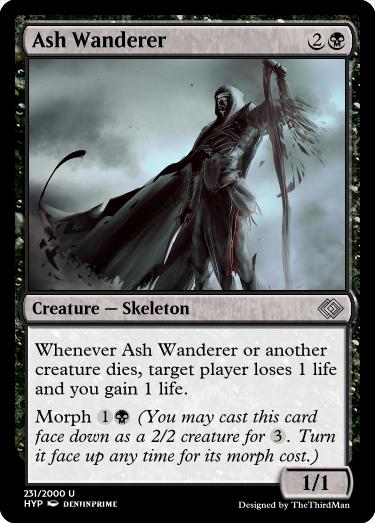 Ash Wanderer 2
Creature — Skeleton
Whenever Ash Wanderer or another
creature dies, target player loses 1 life
and you gain 1 life.
Morph 1 (You may cast this card
face down as a 2/2 creature for 3. Turn
it face up any time for its morph cost.)
1/1
231/2000 U
HYP DENIINPRIME
Designed by TheThirdMan